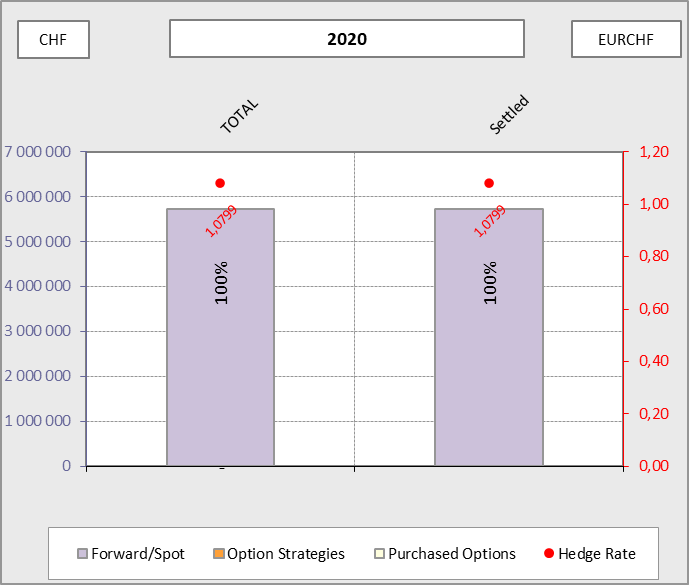 CHF
2020
EURCHF
TOTAL
Settled
7 000 000
6 000 000
5 000 000
4 000 000
3 000 000
2 000 000
1 000 000
0
1,20
1,00
0,80
0,60
0,40
0,20
0,00
1,0799
100%
1,0799
100%
-
Forward/Spot
Option Strategies
Purchased Options
Hedge Rate